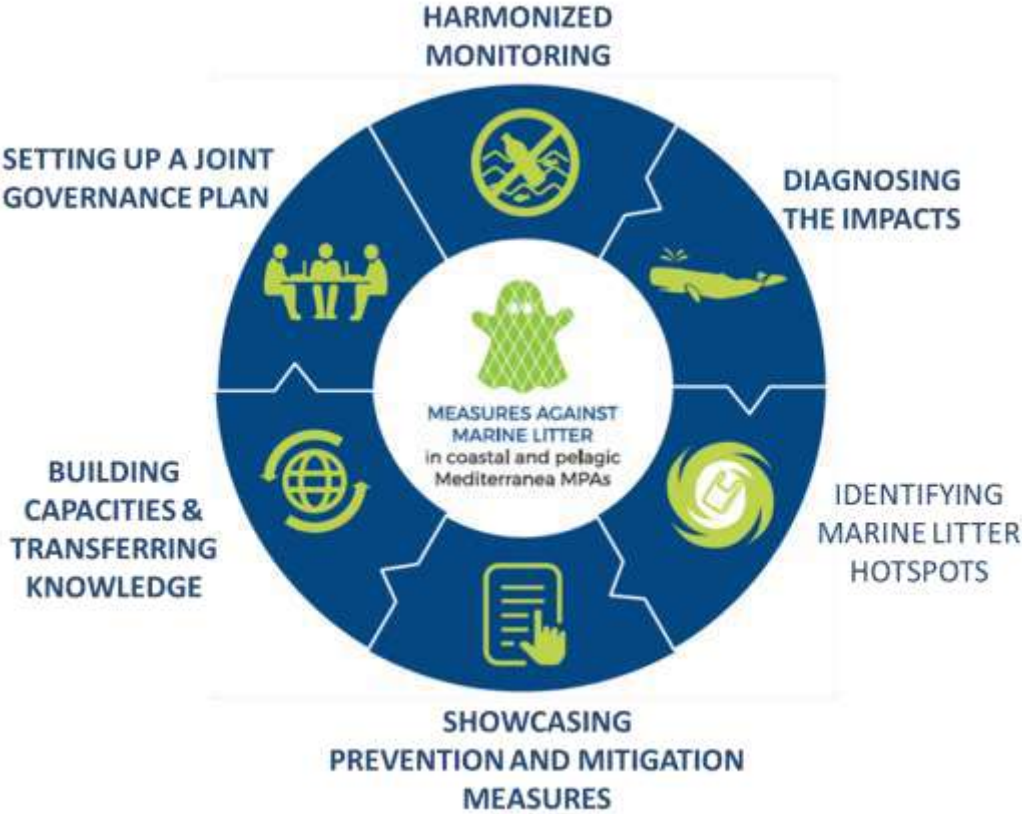 HARMONIZED
MONITORING
SETTING UP A JOINT
GOVERNANCE PLAN
DIAGNOSING
THE IMPACTS
MEASURES AGAINST
MARINE LITTER
in coastal and pelagic
Mediterranea MPAs
BUILDING
CAPACITIES &
TRANSFERRING
KNOWLEDGE
IDENTIFYING
MARINE LITTER
HOTSPOTS
SHOWCASING
PREVENTION AND MITIGATION
MEASURES